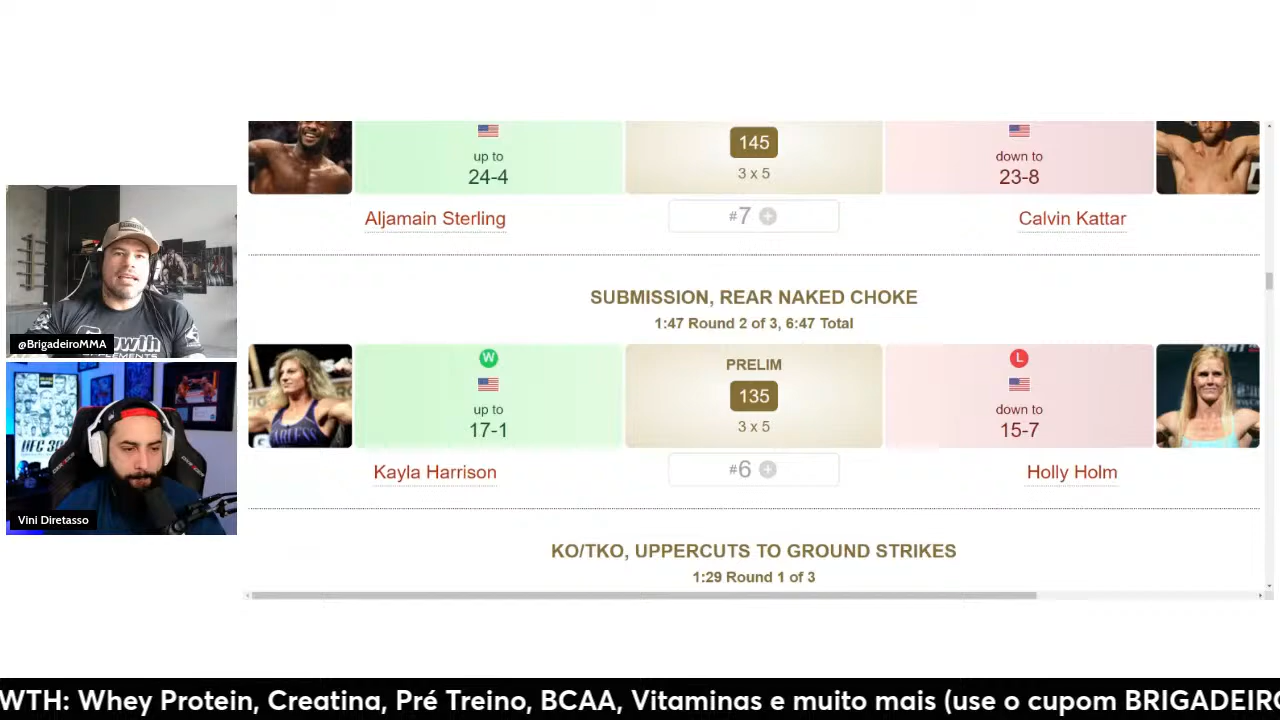 up to
24-4
145
3 x 5
down to
23-8
Aljamain Sterling
#7
Calvin Kattar
SUBMISSION, REAR NAKED CHOKE
1:47 Round 2 of 3, 6:47 Total
W
up to
17-1
PRELIM
135
3 x 5
L
down to
15-7
Kayla Harrison
#6
Holly Holm
KO/TKO, UPPERCUTS TO GROUND STRIKES
1:29 Round 1 of 3
@BrigadeiroMMA
Vini Diretasso
WTH: Whey Protein, Creatina, Pré Treino, BCAA, Vitaminas e muito mais (use o cupom BRIGADEIRO